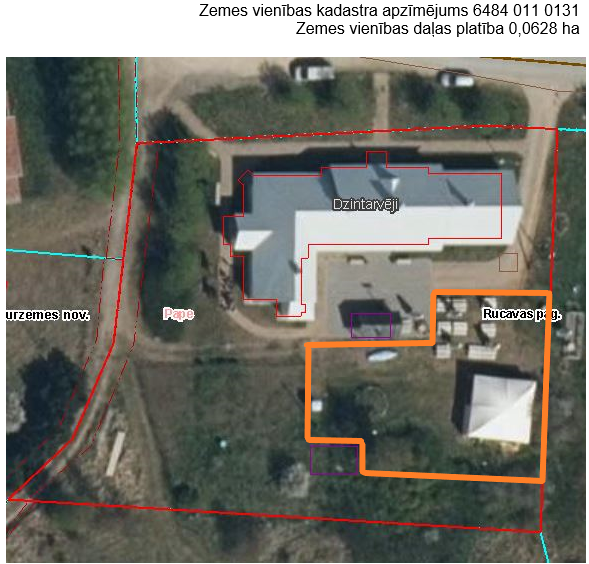 Zemes vienības kadastra apzīmējums 6484 011 0131
Zemes vienības daļas platība 0,0628 ha
Dzintarvēji
urzemes nov.
Pape
Rucavas pag.